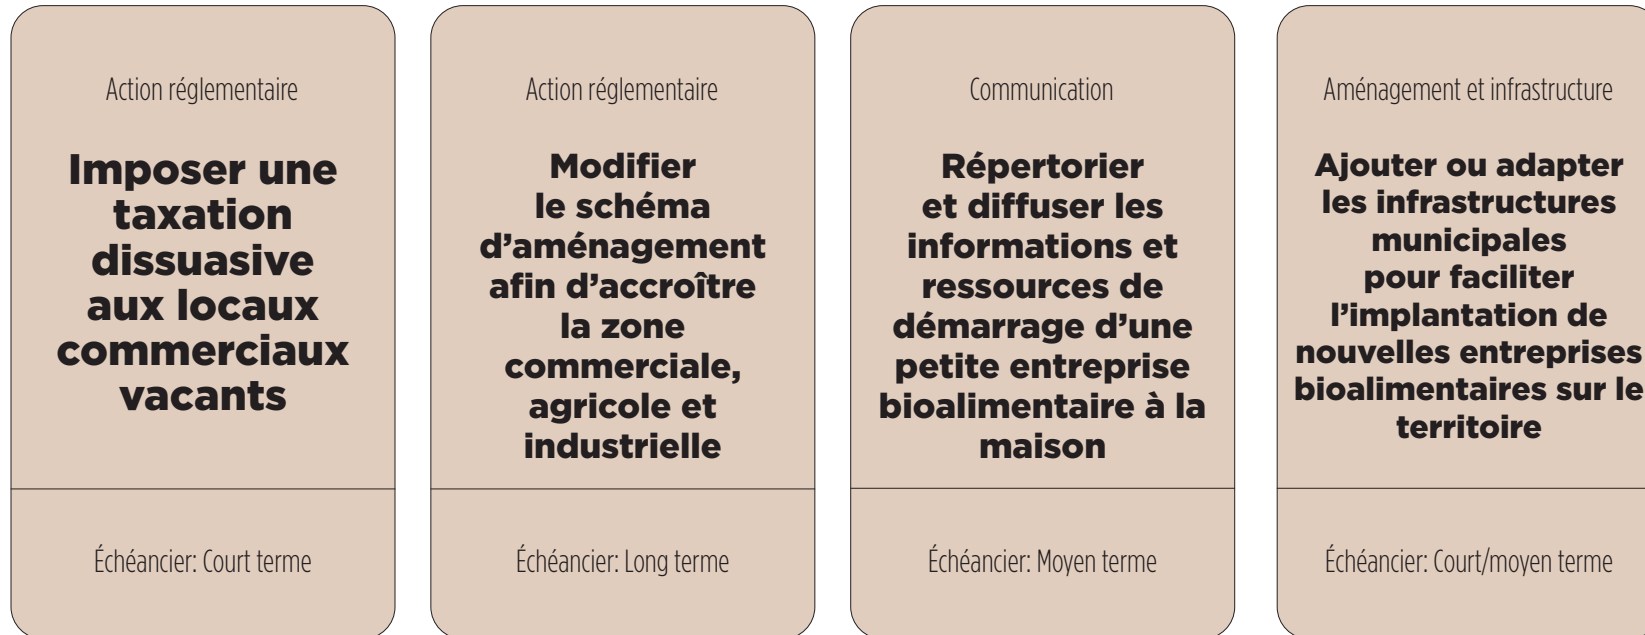 Action réglementaire
Imposer une
taxation
dissuasive
aux locaux
commerciaux
vacants
Échéancier: Court terme
Action réglementaire
Modifier
le schéma
d’aménagement
afin d’accroître
la zone
commerciale,
agricole et
industrielle
Échéancier: Long terme
Communication
Répertorier
et diffuser les
informations et
ressources de
démarrage d’une
petite entreprise
bioalimentaire à la
maison
Échéancier: Moyen terme
Aménagement et infrastructure
Ajouter ou adapter
les infrastructures
municipales
pour faciliter
l’implantation de
nouvelles entreprises
bioalimentaires sur le
territoire
Échéancier: Court/moyen terme